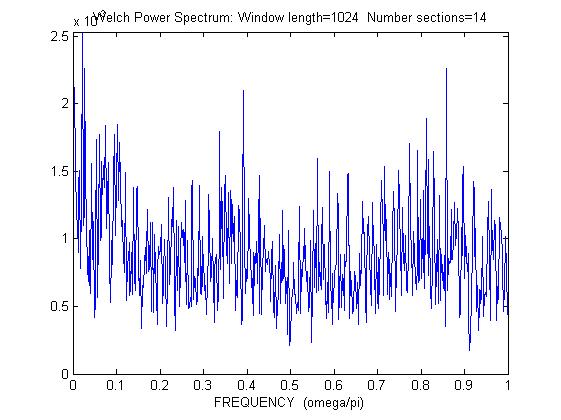 Welch Power Spectrum: Window length=1024 Number sections=14
x 10
2.5
2
1.5
1
0.5
0
0 0.1 0.2 0.3 0.4 0.5 0.6 0.7 0.8 0.9 1
FREQUENCY (omega/pi)